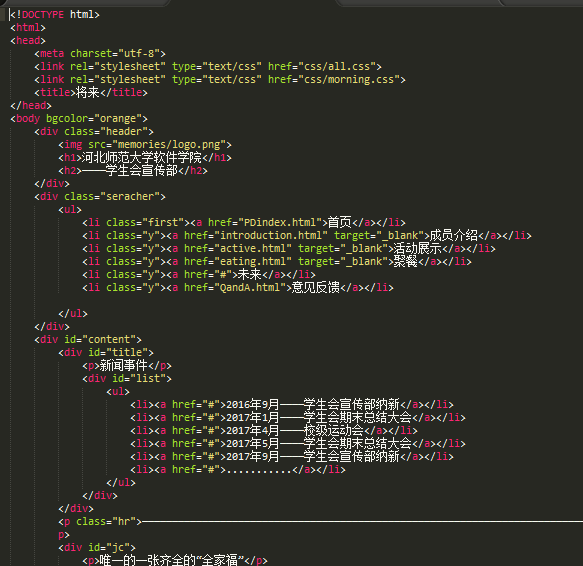 <!DOCTYPE html>
<html>
<head>
<meta charset="utf-8">
<link rel="stylesheet" type="text/css" href="css/all.css">
<link rel="stylesheet" type="text/css" href="css/morning.css">
<title>将来</title>
</head>
<body bgcolor="orange">
<div class="header">
<img src="memories/logo.png">
<h1>河北师范大学软件学院</h1>
<h2>——学生会宣传部</h2>
</div>
<div class="seracher">
<ul>
<li class="first"><a href="PDindex.html">首页</a></li>
<li class="y"><a href="introduction.html" target="_blank">成员介绍</a></li>
<li class="y"><a href="active.html" target="_blank">活动展示</a></li>
<li class="y"><a href="eating.html" target="_blank">聚餐</a></li>
<li class="y"><a href="#">未来</a></li>
<li class="y"><a href="QandA.html">意见反馈</a></li>
</ul>
</div>
<div id="content">
<div id="title">
<p>新闻事件</p>
<div id="list">
<ul>
<li><a href="#">2016年9月——学生会宣传部纳新</a></li>
<li><a href="#">2017年1月——学生会期末总结大会</a></li>
<li><a href="#">2017年4月——校级运动会</a></li>
<li><a href="#">2017年5月——学生会期末总结大会</a></li>
<li><a href="#">2017年9月——学生会宣传部纳新</a></li>
<li><a href="#">...........</a></li>
</ul>
</div>
</div>
<p class="hr">——————————————————————————————————————
p>
<div id="jc">
<p>唯一的一张齐全的“全家福”</p>